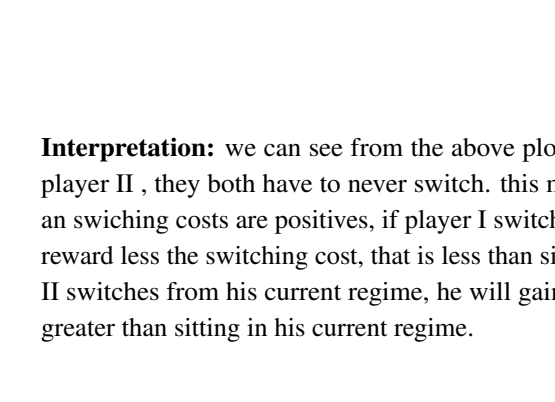 Interpretation: we can see from the above plo
player II , they both have to never switch. this
an swiching costs are positives, if player I switch
reward less the switching cost, that is less than si
II switches from his current regime, he will gain
greater than sitting in his current regime.